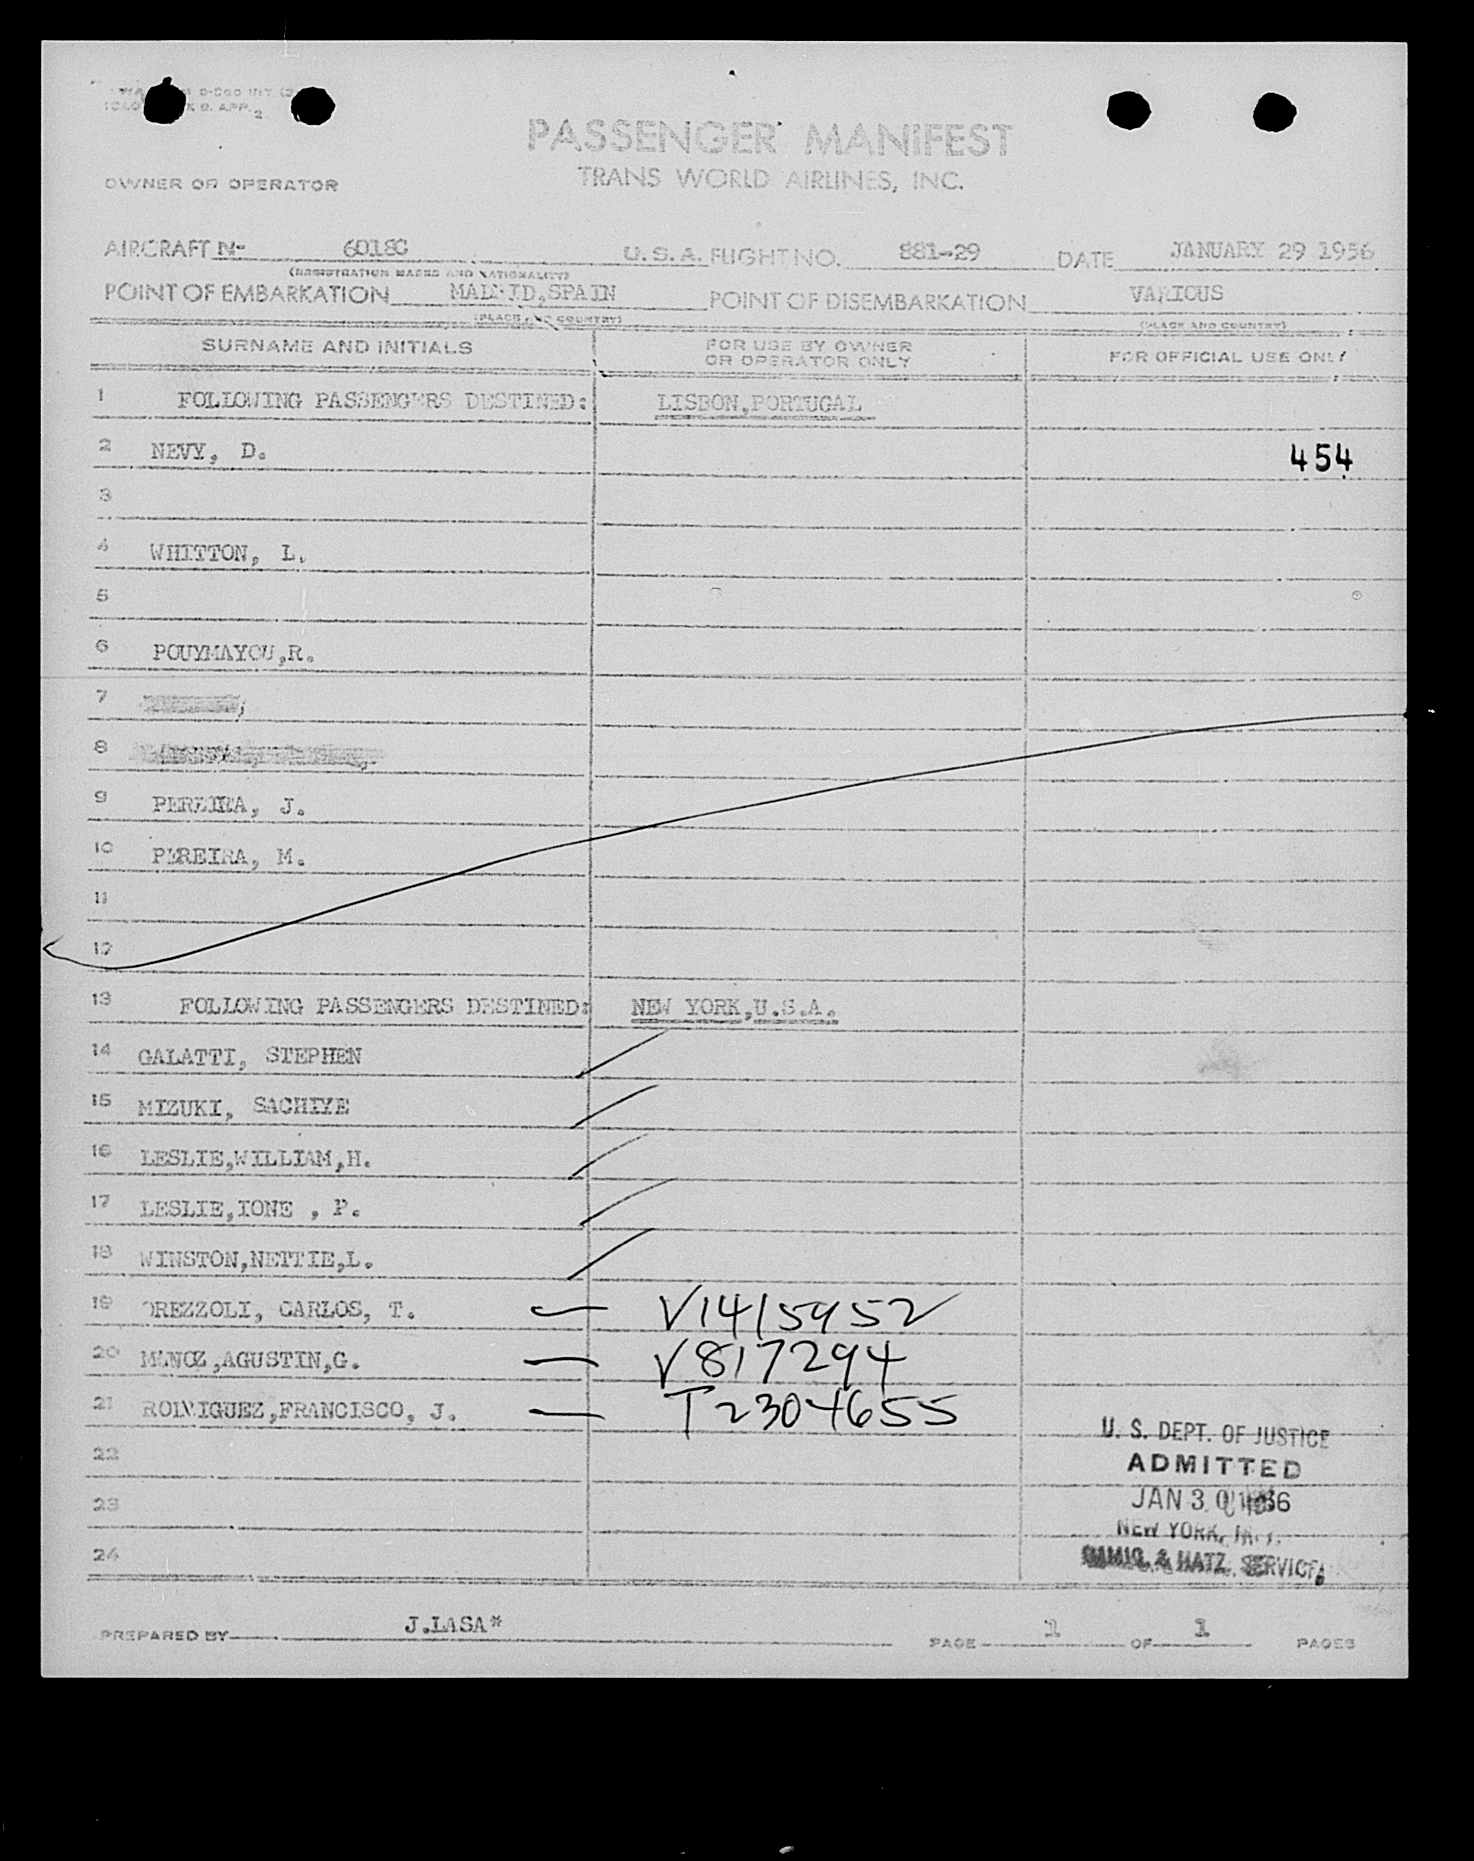 PASSENGER MANIFEST
OWNER OR OPERATOR TRANS WORLD AIRLINES, INC.
AIRCRAFT N- 6018C U.S.A. FLIGHT NO. 881-29 DATE JANUARY 29 1956
(REGISTRATION MARKS AND NATIONALITY)
POINT OF EMBARKATION MADRID,SPAIN POINT OF DISEMBARKATION VARIOUS
(PLACE AND COUNTRY) (PLACE AND COUNTRY)
SURNAME AND INITIALS FOR USE BY OWNER OR OPERATOR ONLY FOR OFFICIAL USE ONLY
1 FOLLOWING PASSENGERS DESTINED: LISBON,PORTUGAL
2 NEVY, D. 454
3
4 WHITTON, L.
5
6 POUYMAYOU,R.
7
8
9 PEREIRA, J.
10 PEREIRA, M.
11
12
13 FOLLOWING PASSENGERS DESTINED: NEW YORK,U.S.A.
14 GALATTI, STEPHEN
15 MIZUKI, SACHIYE
16 LESLIE,WILLIAM,H.
17 LESLIE,IONE , P.
18 WINSTON,NETTIE,L.
19 OREZZOLI, CARLOS, T. — V1415952
20 MUNOZ,AGUSTIN,G. — V817294
21 RODRIGUEZ,FRANCISCO, J. — T2304655
22
23
24
U. S. DEPT. OF JUSTICE
ADMITTED
JAN 30 1956
NEW YORK, N. Y.
IMMIG. & NATZ. SERVICE
PREPARED BY J.LASA* PAGE 1 OF 1 PAGES